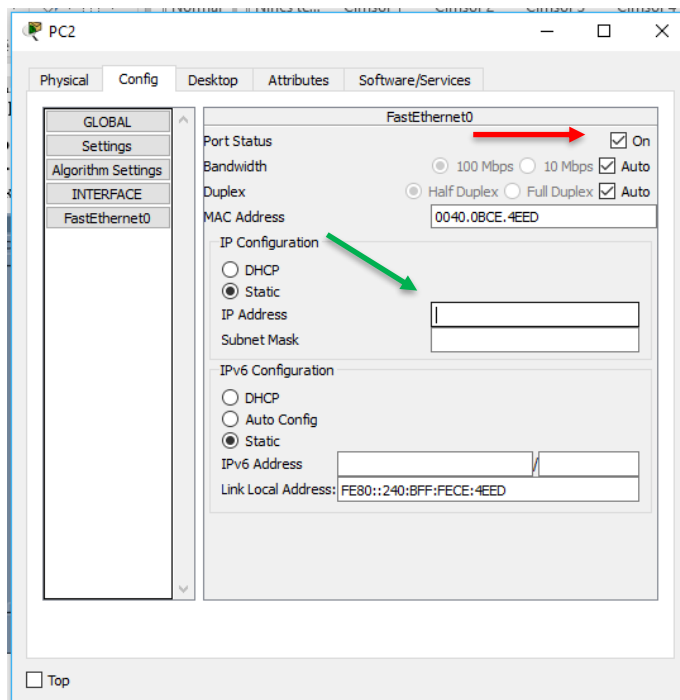 PC2
Physical Config Desktop Attributes Software/Services
GLOBAL
Settings
Algorithm Settings
INTERFACE
FastEthernet0
FastEthernet0
Port Status On
Bandwidth 100 Mbps 10 Mbps Auto
Duplex Half Duplex Full Duplex Auto
MAC Address 0040.0BCE.4EED
IP Configuration
DHCP
Static
IP Address
Subnet Mask
IPv6 Configuration
DHCP
Auto Config
Static
IPv6 Address /
Link Local Address: FE80::240:BFF:FECE:4EED
Top